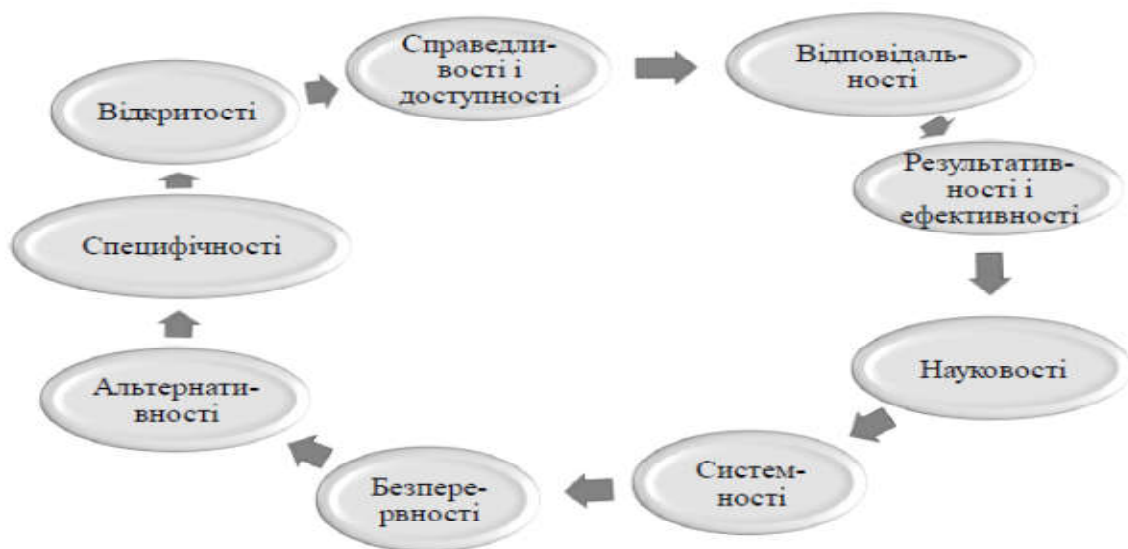 Справедли-
вості і
доступності
Відповідаль-
ності
Відкритості
Результатив-
ності і
ефективності
Специфічності
Науковості
Альтернати-
вності
Систем-
ності
Безпере-
рвності